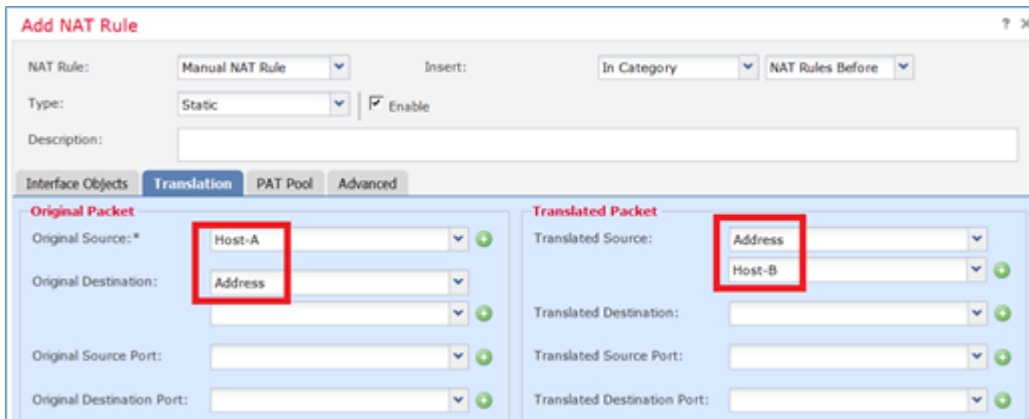 Add NAT Rule ? X
NAT Rule: Manual NAT Rule Insert: In Category NAT Rules Before
Type: Static Enable
Description:
Interface Objects Translation PAT Pool Advanced
Original Packet Translated Packet
Original Source:* Host-A Translated Source: Address
Host-B
Original Destination: Address
Translated Destination:
Original Source Port: Translated Source Port:
Original Destination Port: Translated Destination Port: